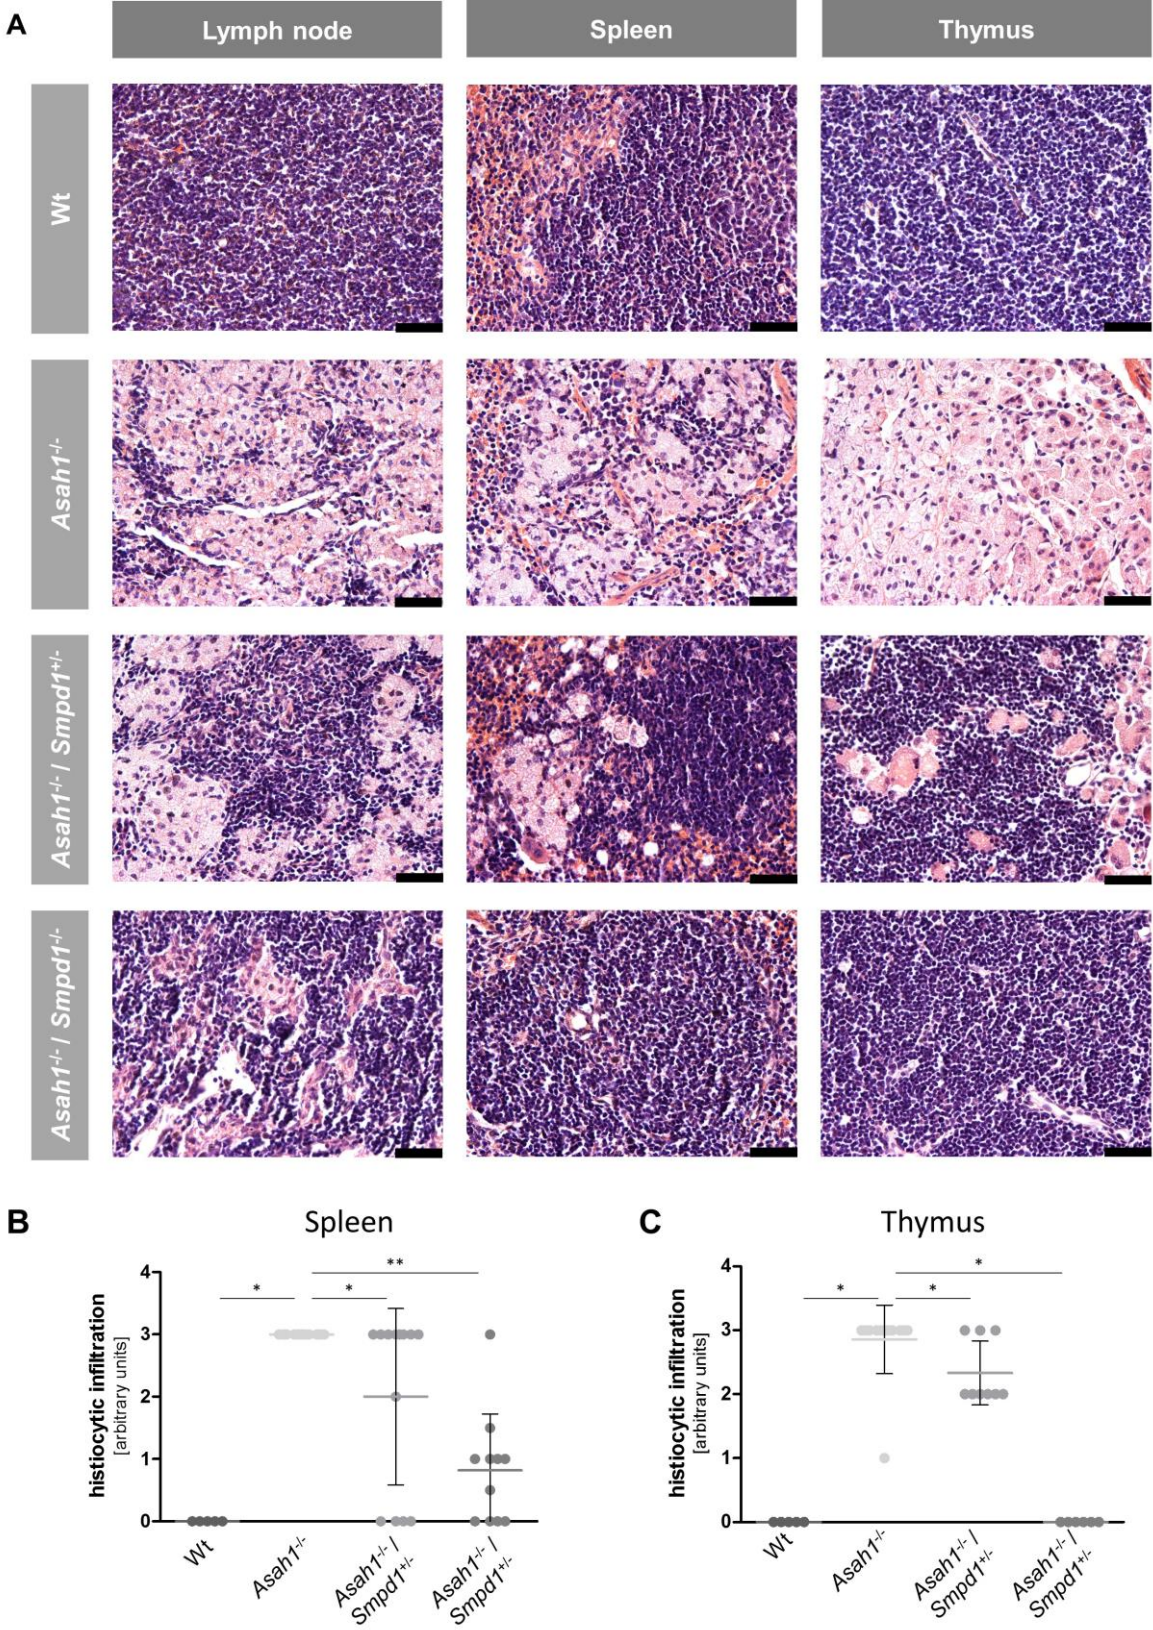 A
Lymph node
Spleen
Thymus
Wt
Asah1-/-
Asah1-/- / Smpd1+/-
Asah1-/- / Smpd1-/-
B
Spleen
histiocytic infiltration
[arbitrary units]
4
3
2
1
0
*
*
**
Wt
Asah1-/-
Asah1-/- /
Smpd1+/-
Asah1-/- /
Smpd1+/-
C
Thymus
histiocytic infiltration
[arbitrary units]
4
3
2
1
0
*
*
*
Wt
Asah1-/-
Asah1-/- /
Smpd1+/-
Asah1-/- /
Smpd1+/-